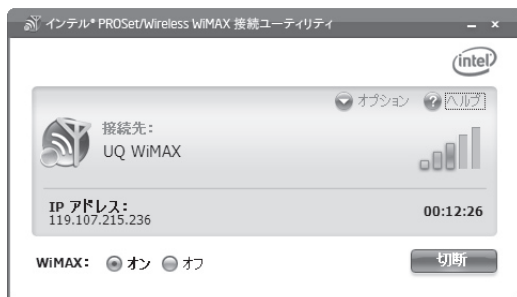 インテル® PROSet/Wireless WiMAX 接続ユーティリティ
intel
オプション ヘルプ
接続先：
UQ WiMAX
IP アドレス：
119.107.215.236
00:12:26
WiMAX： オン オフ
切断